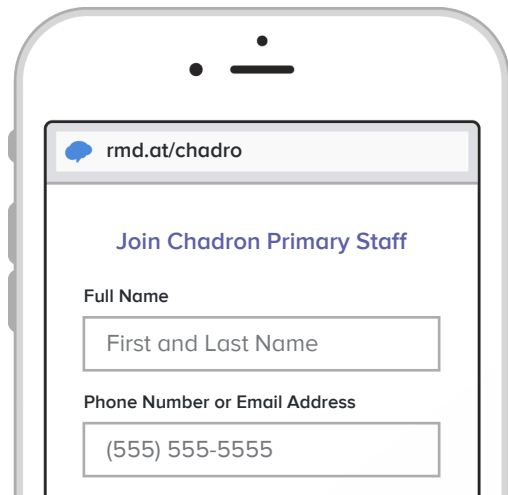 rmd.at/chadro
Join Chadron Primary Staff
Full Name
First and Last Name
Phone Number or Email Address
(555) 555-5555